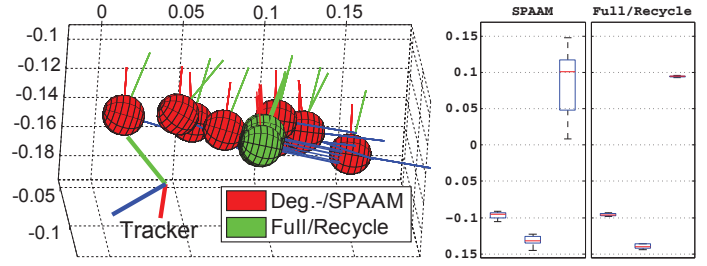 0 0.05 0.1 0.15
-0.1
-0.12
-0.14
-0.16
-0.18
-0.05
-0.1
Tracker
Deg.-/SPAAM
Full/Recycle
SPAAM Full/Recycle
0.15
0.1
0.05
0
0.05
-0.1
0.15